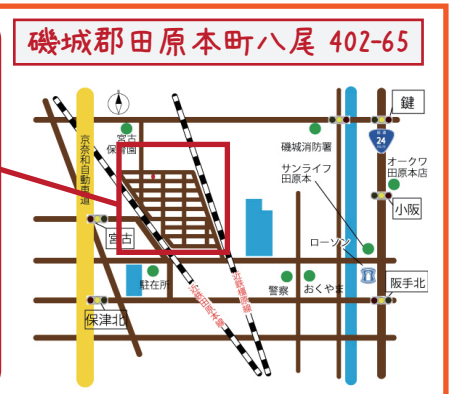 磯城郡田原本町八尾 402-65
鍵
宮古
保育園
京奈和自動車道
磯城消防署
国道
24
サンライフ
田原本
オークワ
田原本店
小阪
宮古
ローソン
駐在所
警察
おくやま
阪手北
保津北
近鉄田原本線
近鉄橿原線